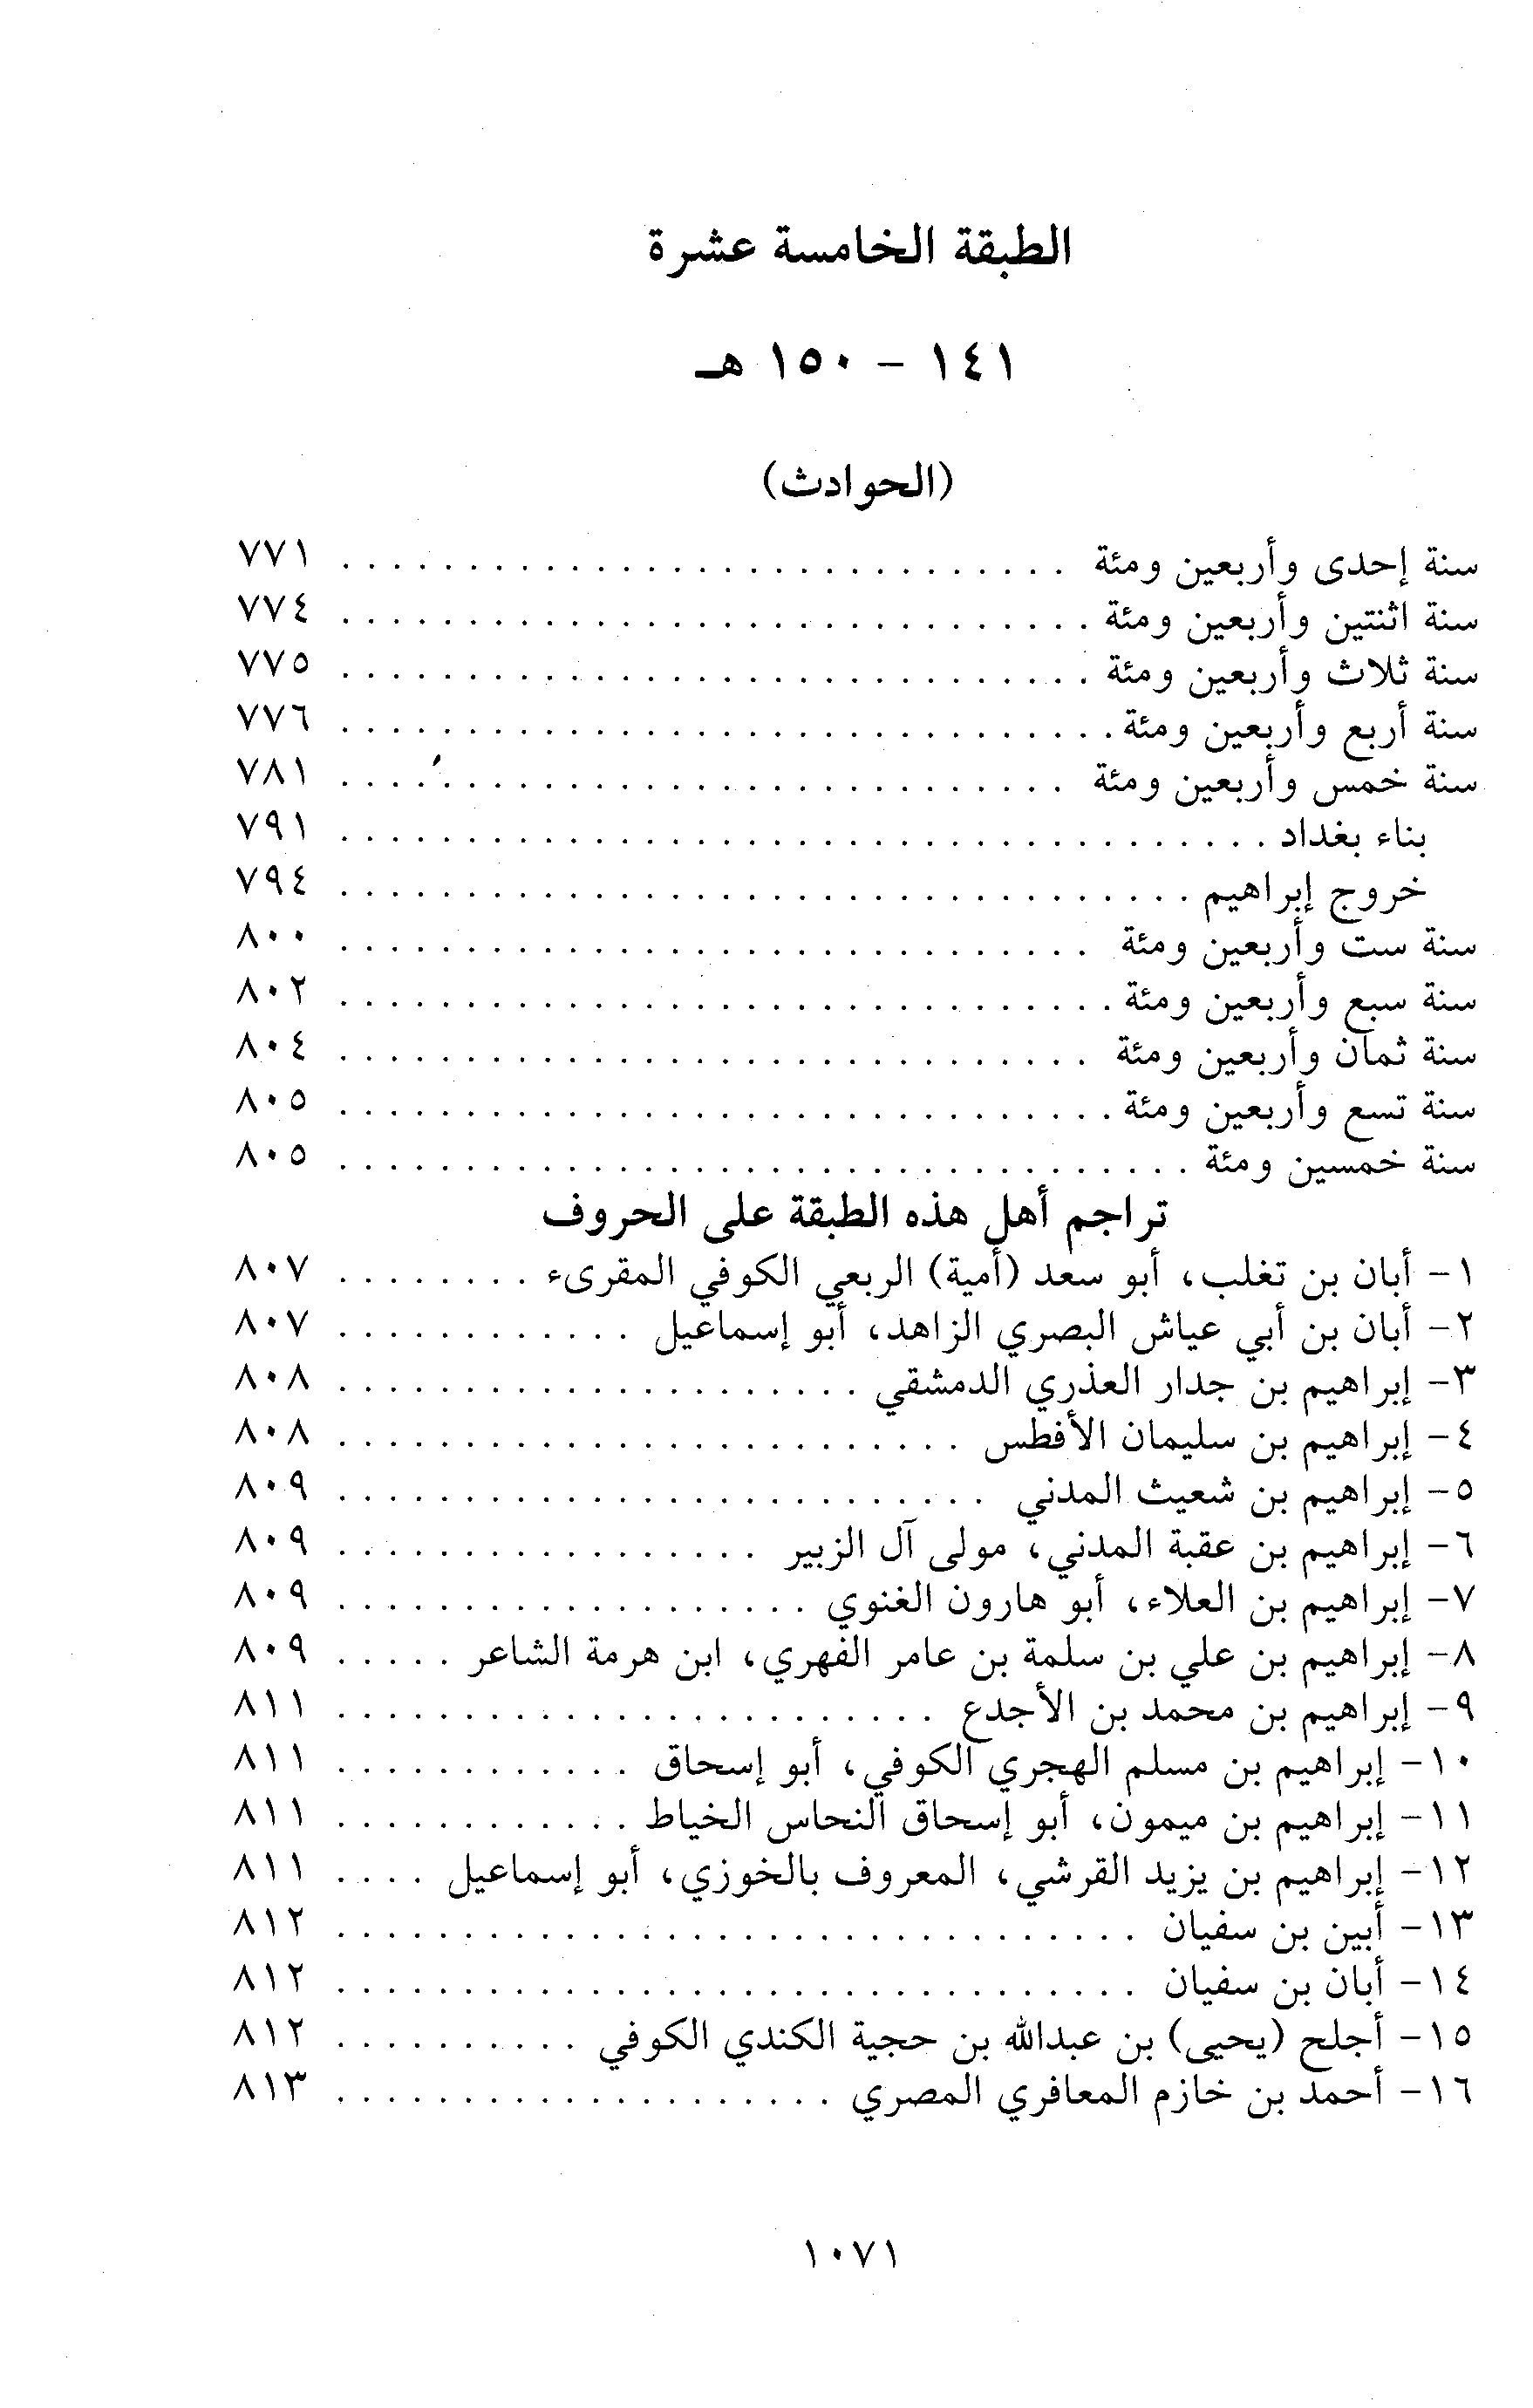 الطبقة الخامسة عشرة
١٤١ - ١٥٠ هـ
(الحوادث)
سنة إحدى وأربعين ومئة . . . . . . . . . . . . . . . . . . . . . . . . . . . . . ٧٧١
سنة اثنتين وأربعين ومئة . . . . . . . . . . . . . . . . . . . . . . . . . . . . . . ٧٧٤
سنة ثلاث وأربعين ومئة . . . . . . . . . . . . . . . . . . . . . . . . . . . . . . ٧٧٥
سنة أربع وأربعين ومئة . . . . . . . . . . . . . . . . . . . . . . . . . . . . . . . ٧٧٦
سنة خمس وأربعين ومئة . . . . . . . . . . . . . . . . . . . . . . . . . . . . . ٧٨١
بناء بغداد . . . . . . . . . . . . . . . . . . . . . . . . . . . . . . . . . . . . . ٧٩١
خروج إبراهيم . . . . . . . . . . . . . . . . . . . . . . . . . . . . . . . . . . ٧٩٤
سنة ست وأربعين ومئة . . . . . . . . . . . . . . . . . . . . . . . . . . . . . . ٨٠٠
سنة سبع وأربعين ومئة . . . . . . . . . . . . . . . . . . . . . . . . . . . . . . . ٨٠٢
سنة ثمان وأربعين ومئة . . . . . . . . . . . . . . . . . . . . . . . . . . . . . . ٨٠٤
سنة تسع وأربعين ومئة . . . . . . . . . . . . . . . . . . . . . . . . . . . . . . . ٨٠٥
سنة خمسين ومئة . . . . . . . . . . . . . . . . . . . . . . . . . . . . . . . . . . ٨٠٥
تراجم أهل هذه الطبقة على الحروف
١- أبان بن تغلب، أبو سعد (أمية) الربعي الكوفي المقرىء . . . . . . . . ٨٠٧
٢- أبان بن أبي عياش البصري الزاهد، أبو إسماعيل . . . . . . . . . . . . ٨٠٧
٣- إبراهيم بن جدار العذري الدمشقي . . . . . . . . . . . . . . . . . . . . . ٨٠٨
٤- إبراهيم بن سليمان الأفطس . . . . . . . . . . . . . . . . . . . . . . . . . ٨٠٨
٥- إبراهيم بن شعيث المدني . . . . . . . . . . . . . . . . . . . . . . . . . . ٨٠٩
٦- إبراهيم بن عقبة المدني، مولى آل الزبير . . . . . . . . . . . . . . . . . ٨٠٩
٧- إبراهيم بن العلاء، أبو هارون الغنوي . . . . . . . . . . . . . . . . . . . ٨٠٩
٨- إبراهيم بن علي بن سلمة بن عامر الفهري، ابن هرمة الشاعر . . . . . ٨٠٩
٩- إبراهيم بن محمد بن الأجدع . . . . . . . . . . . . . . . . . . . . . . . . ٨١١
١٠- إبراهيم بن مسلم الهجري الكوفي، أبو إسحاق . . . . . . . . . . . . ٨١١
١١- إبراهيم بن ميمون، أبو إسحاق النحاس الخياط . . . . . . . . . . . . ٨١١
١٢- إبراهيم بن يزيد القرشي، المعروف بالخوزي، أبو إسماعيل . . . . ٨١١
١٣- أبين بن سفيان . . . . . . . . . . . . . . . . . . . . . . . . . . . . . . . . ٨١٢
١٤- أبان بن سفيان . . . . . . . . . . . . . . . . . . . . . . . . . . . . . . . . ٨١٢
١٥- أجلح (يحيى) بن عبدالله بن حجية الكندي الكوفي . . . . . . . . . . ٨١٢
١٦- أحمد بن خازم المعافري المصري . . . . . . . . . . . . . . . . . . . . ٨١٣
١٠٧١